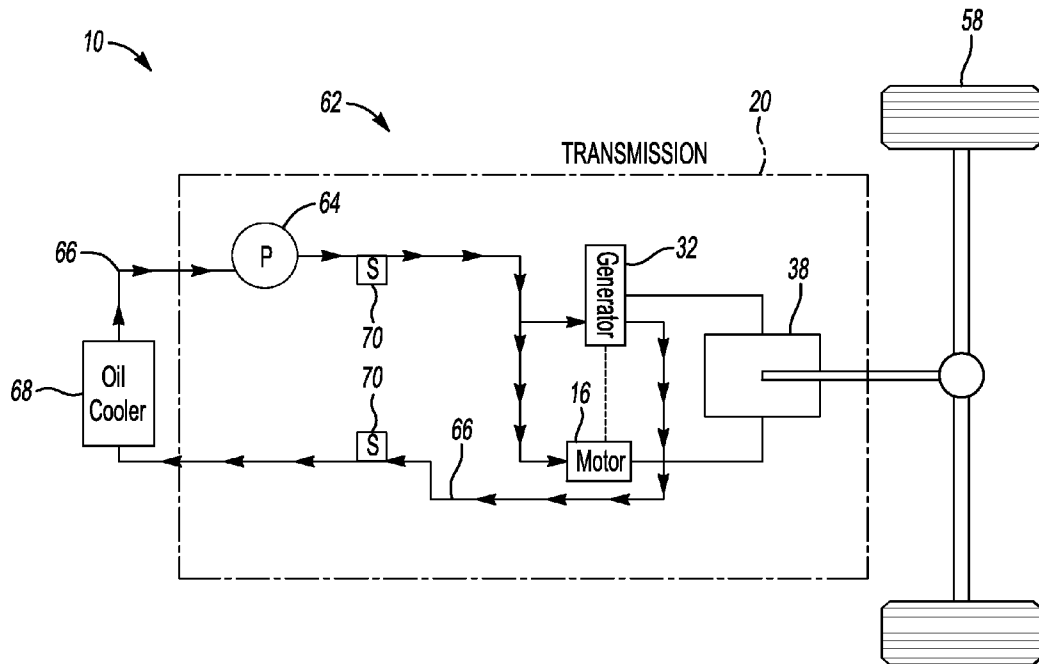 10
58
62
20
TRANSMISSION
64
66
P
S
70
Generator
32
38
68
Oil
Cooler
70
S
16
Motor
66